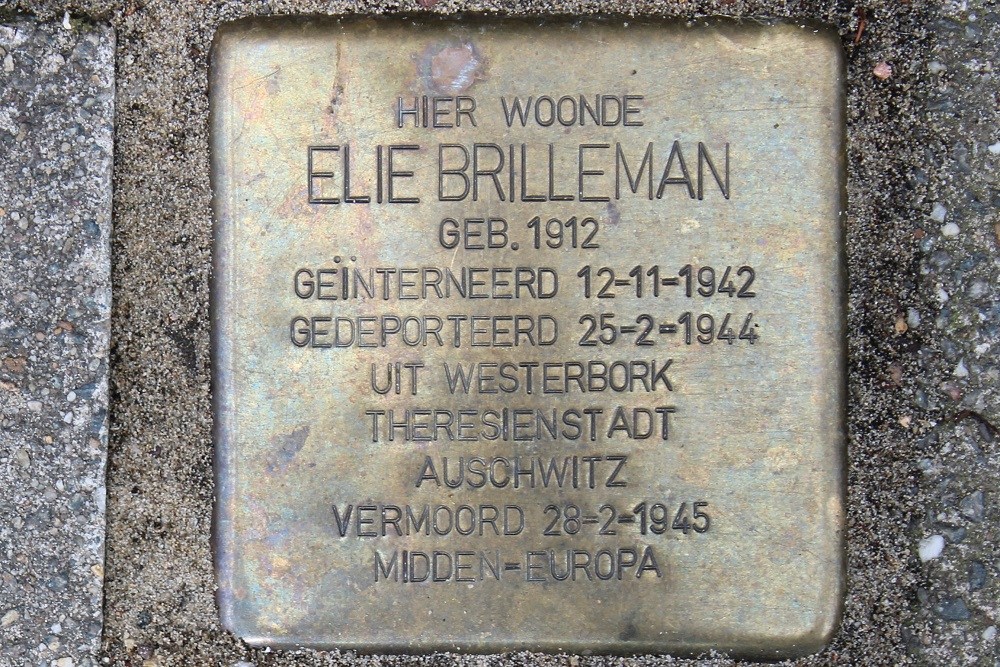 HIER WOONDE
ELIE BRILLEMAN
GEB. 1912
GEÏNTERNEERD 12-11-1942
GEDEPORTEERD 25-2-1944
UIT WESTERBORK
THERESIENSTADT
AUSCHWITZ
VERMOORD 28-2-1945
MIDDEN-EUROPA